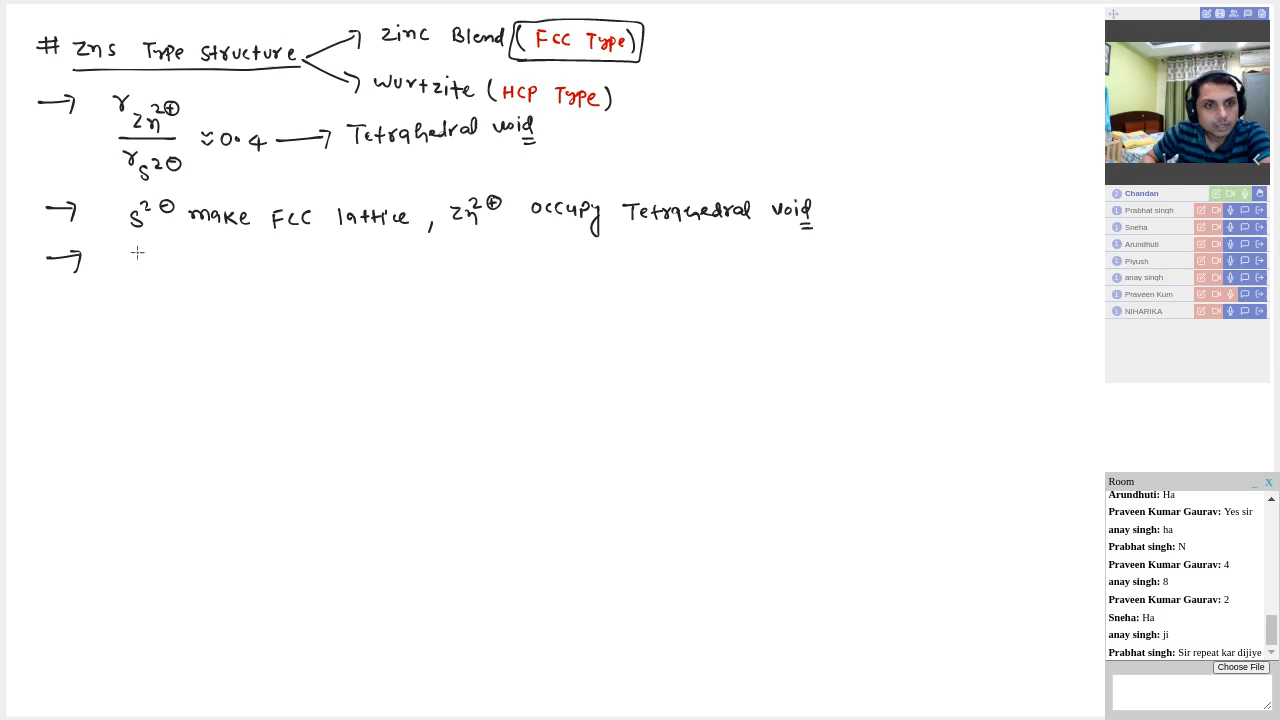 # ZnS Type Structure
Zinc Blend (FCC Type)
Wurtzite (HCP Type)
→ r Zn2⊕ / r S2⊖ ≈ 0.4 → Tetrahedral void
→ S2⊖ make FCC lattice, Zn2⊕ occupy Tetrahedral void
→
Chandan
Prabhat singh
Sneha
Arundhuti
Piyush
anay singh
Praveen Kum
NIHARIKA
Room _ X
Arundhuti: Ha
Praveen Kumar Gaurav: Yes sir
anay singh: ha
Prabhat singh: N
Praveen Kumar Gaurav: 4
anay singh: 8
Praveen Kumar Gaurav: 2
Sneha: Ha
anay singh: ji
Prabhat singh: Sir repeat kar dijiye
Choose File